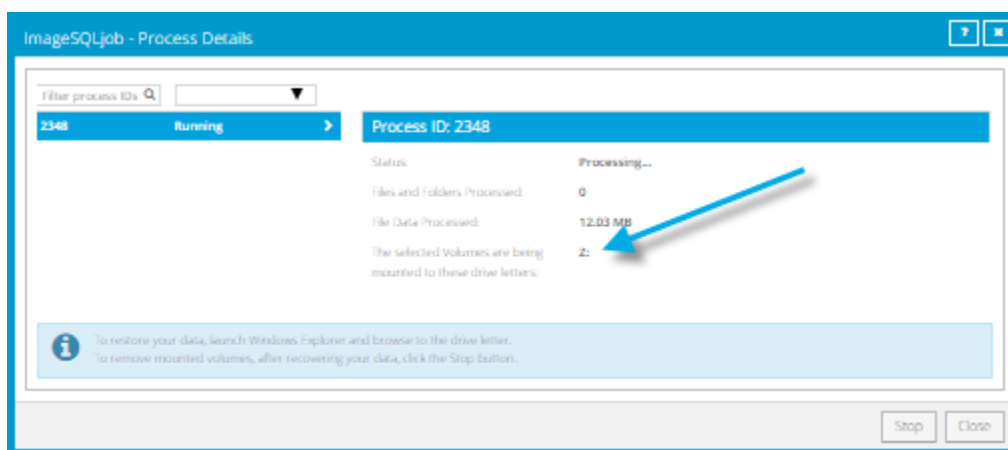 ImageSQLjob - Process Details
?
Filter process IDs
2348 Running
Process ID: 2348
Status: Processing...
Files and Folders Processed: 0
File Data Processed: 12.03 MB
The selected Volumes are being Z:
mounted to these drive letters:
To restore your data, launch Windows Explorer and browse to the drive letter.
To remove mounted volumes, after recovering your data, click the Stop button.
Stop Close